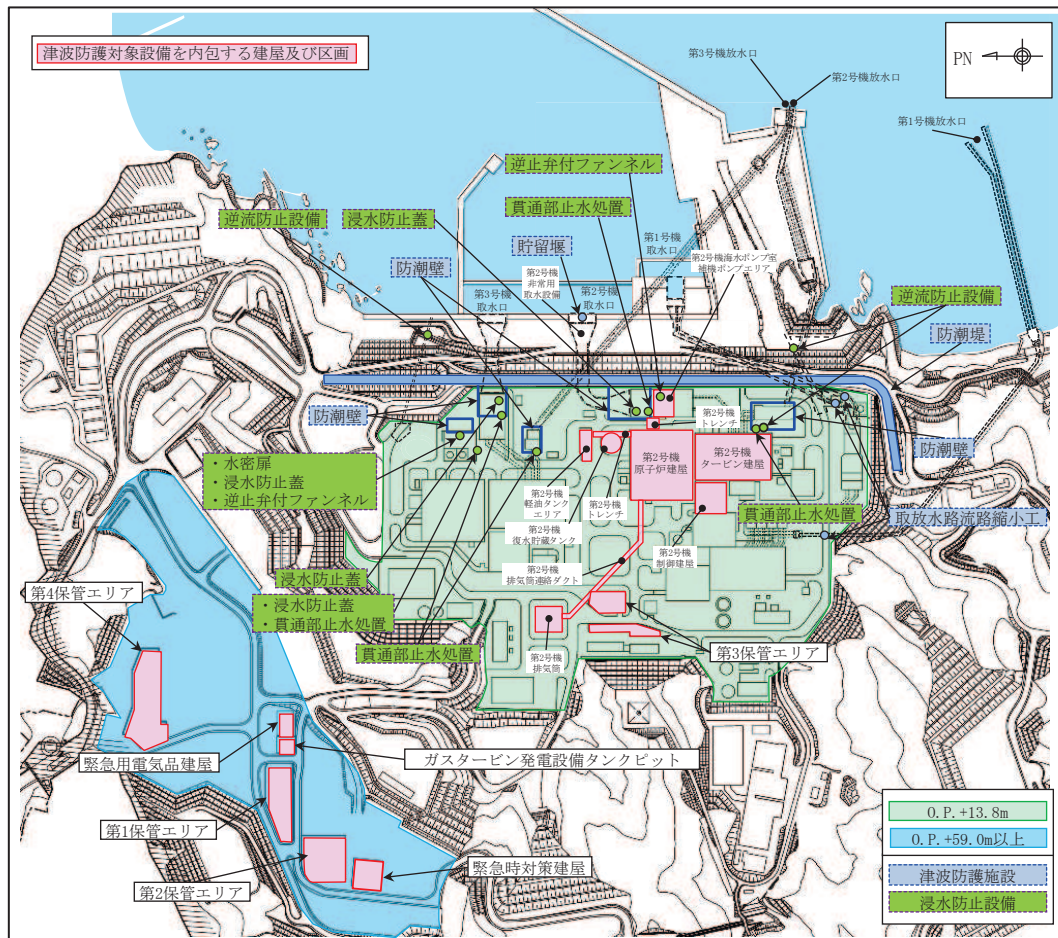 津波防護対象設備を内包する建屋及び区画
PN
第3号機放水口
第2号機放水口
第1号機放水口
逆止弁付ファンネル
貫通部止水処置
逆流防止設備
浸水防止蓋
貯留堰
防潮壁
第1号機
取水口
第2号機海水ポンプ室
補機ポンプエリア
第2号機
非常用
取水設備
第2号機
取水口
第3号機
取水口
逆流防止設備
防潮堤
防潮壁
第2号機
トレンチ
防潮壁
・水密扉
・浸水防止蓋
・逆止弁付ファンネル
第2号機
原子炉建屋
第2号機
タービン建屋
第2号機
軽油タンク
エリア
第2号機
トレンチ
貫通部止水処置
取放水路流路縮小工
第2号機
復水貯蔵タンク
第2号機
制御建屋
第2号機
排気筒連絡ダクト
浸水防止蓋
・浸水防止蓋
・貫通部止水処置
第4保管エリア
貫通部止水処置
第2号機
排気筒
第3保管エリア
緊急用電気品建屋
ガスタービン発電設備タンクピット
第1保管エリア
第2保管エリア
緊急時対策建屋
O.P.+13.8m
O.P.+59.0m以上
津波防護施設
浸水防止設備